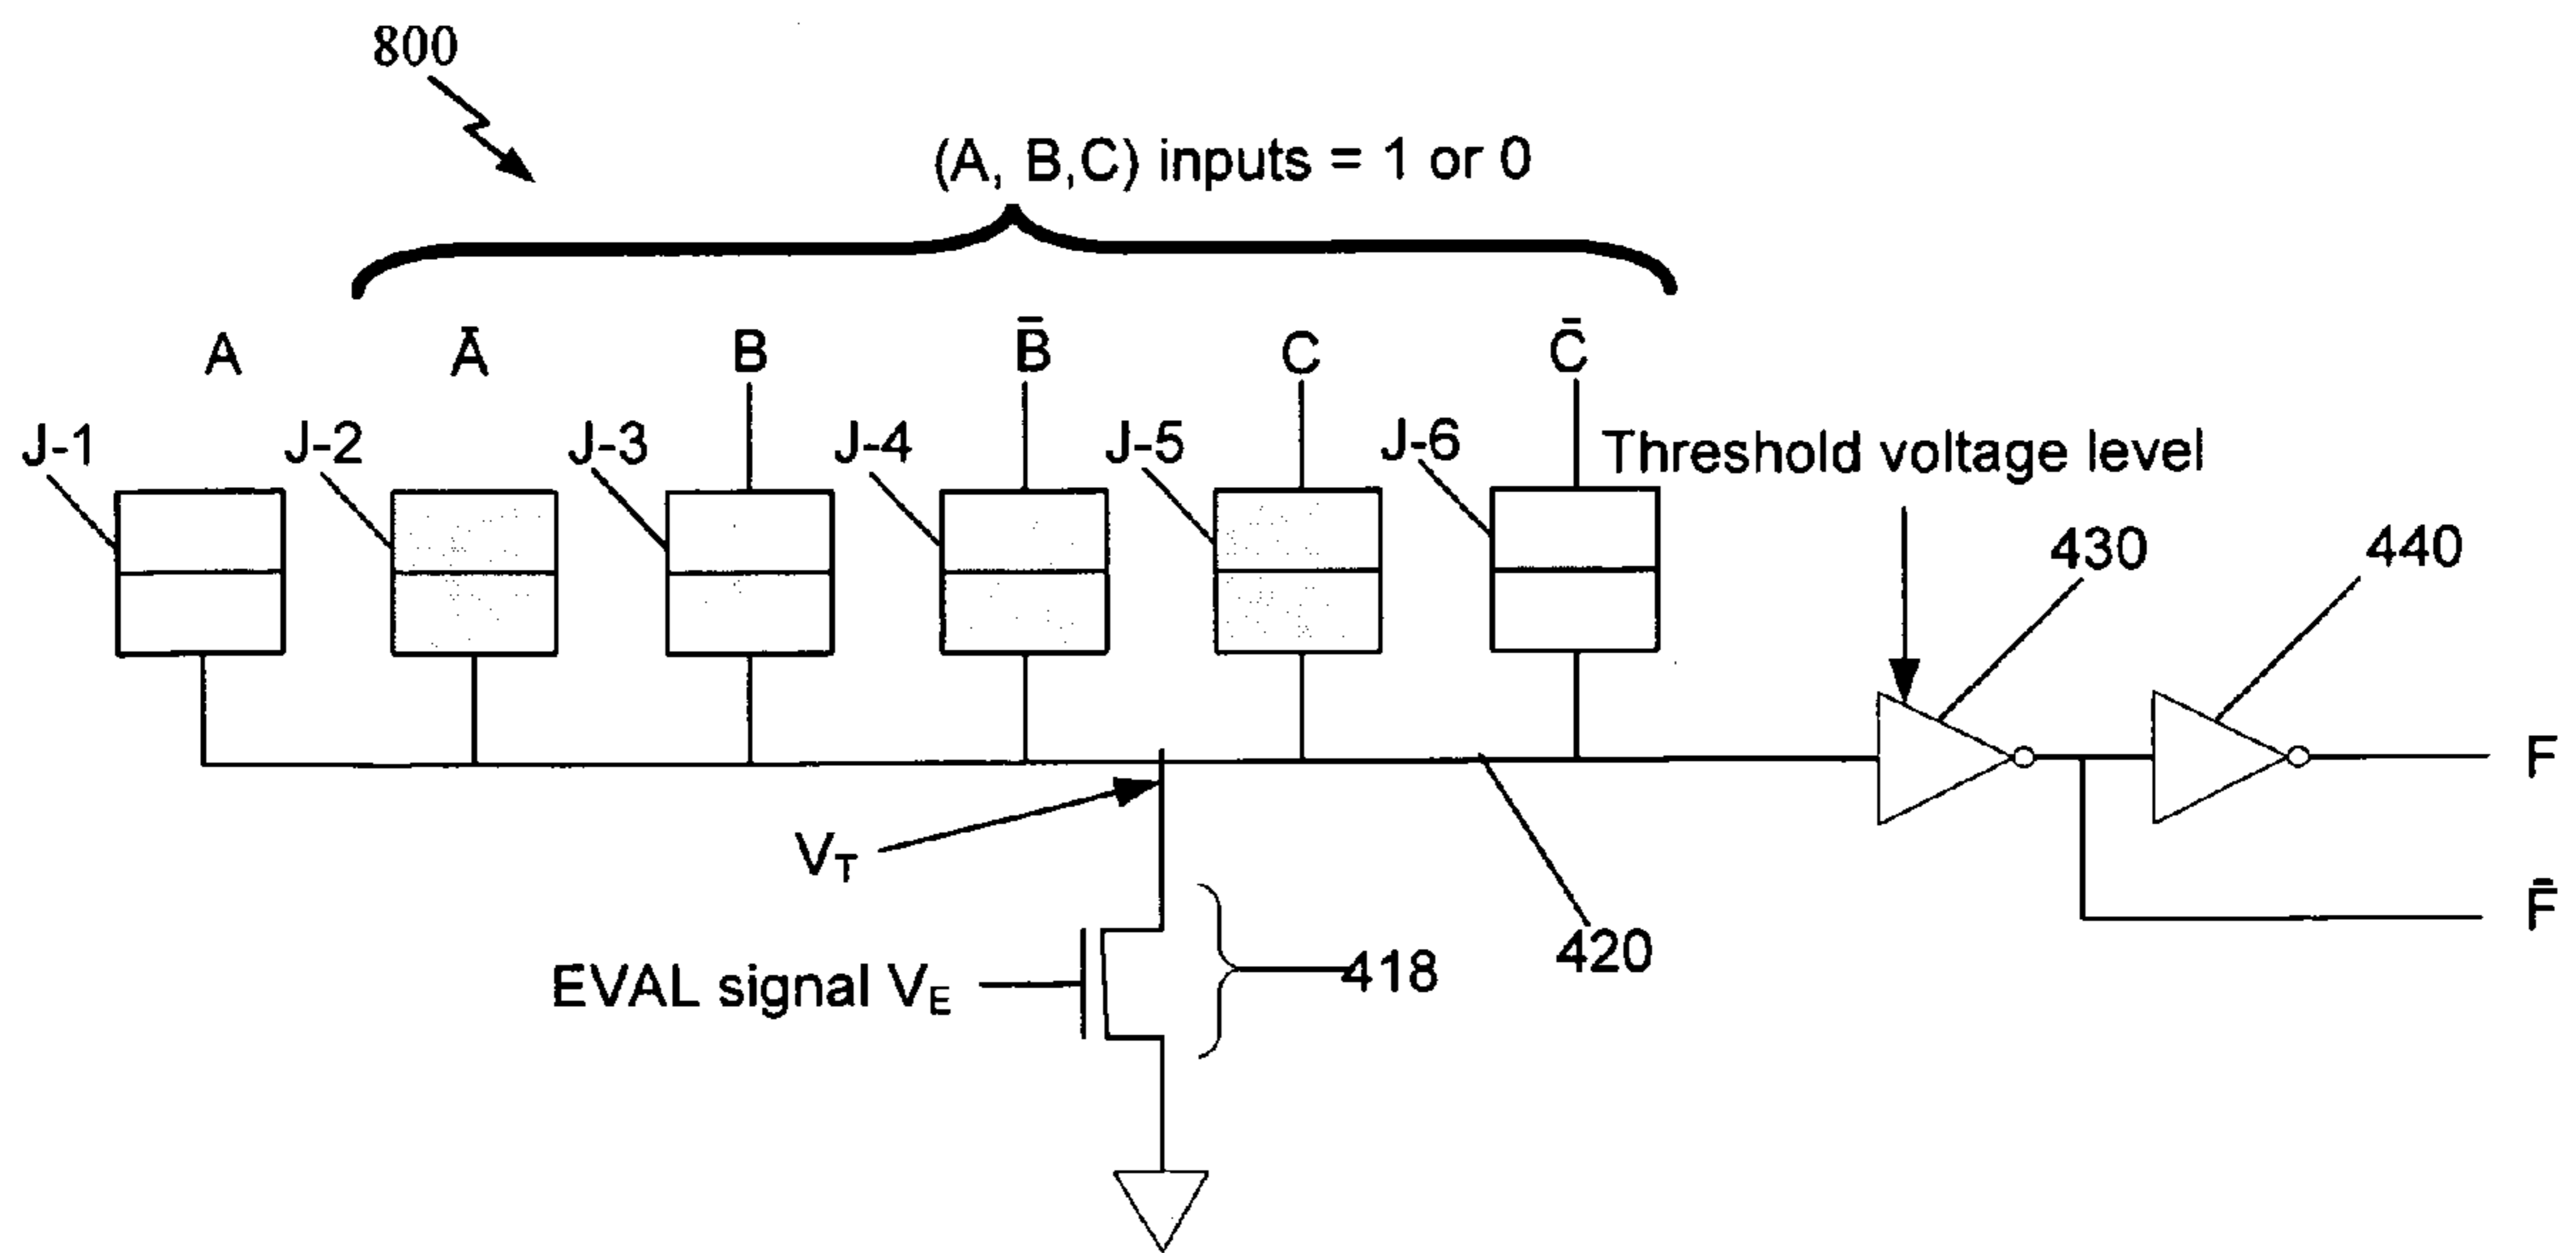 800
(A, B,C) inputs = 1 or 0
A Ā B B̄ C C̄
J-1 J-2 J-3 J-4 J-5 J-6 Threshold voltage level
430 440
F
V_T
F̄
420
EVAL signal V_E 418